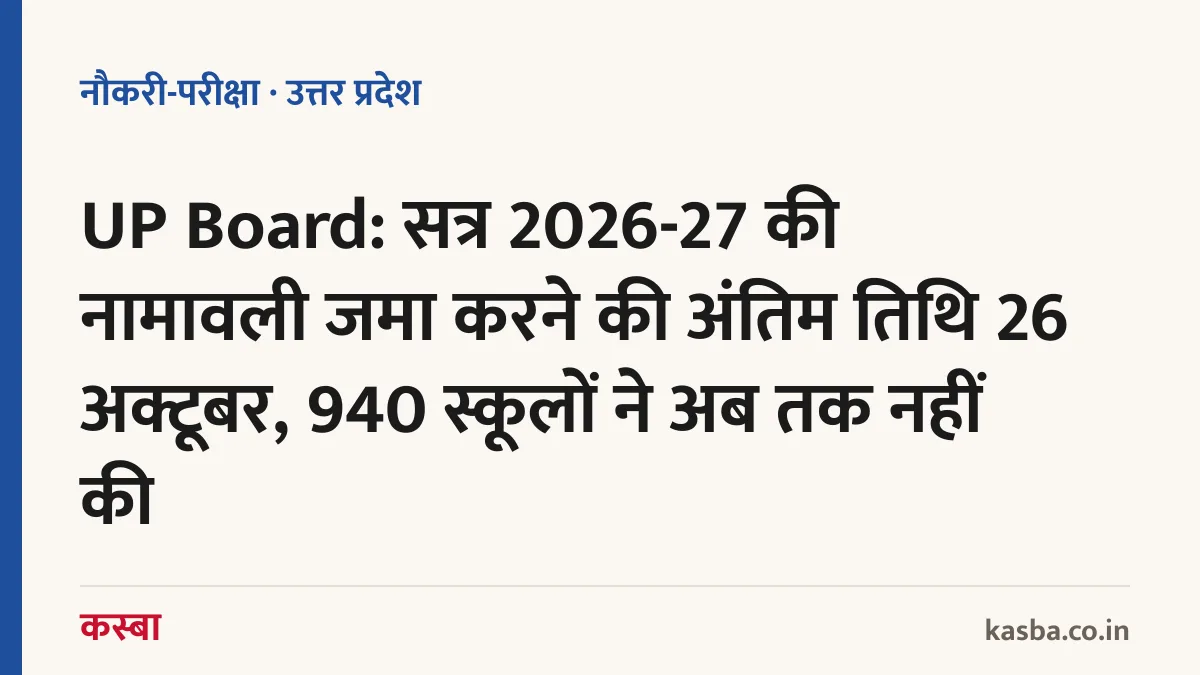 नौकरी-परीक्षा · उत्तर प्रदेश
UP Board: सत्र 2026-27 की
नामावली जमा करने की अंतिम तिथि 26
अक्टूबर, 940 स्कूलों ने अब तक नहीं
की
कस्बा
kasba.co.in